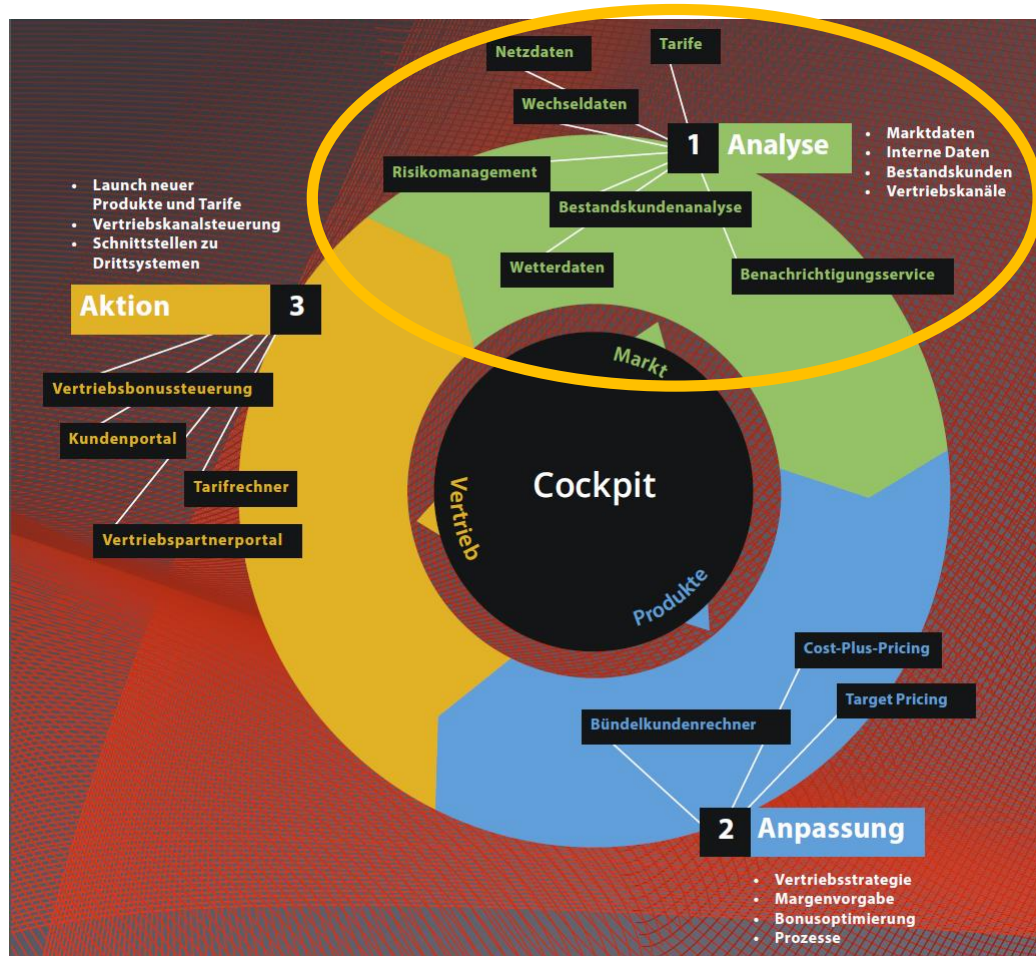 Netzdaten
Tarife
Wechseldaten
1 Analyse
• Marktdaten
• Interne Daten
• Bestandskunden
• Vertriebskanäle
Risikomanagement
Bestandskundenanalyse
Wetterdaten
Benachrichtigungsservice
• Launch neuer
Produkte und Tarife
• Vertriebskanalsteuerung
• Schnittstellen zu
Drittsystemen
Aktion 3
Vertriebsbonussteuerung
Kundenportal
Tarifrechner
Vertriebspartnerportal
Markt
Cockpit
Vertrieb
Produkte
Cost-Plus-Pricing
Target Pricing
Bündelkundenrechner
2 Anpassung
• Vertriebsstrategie
• Margenvorgabe
• Bonusoptimierung
• Prozesse